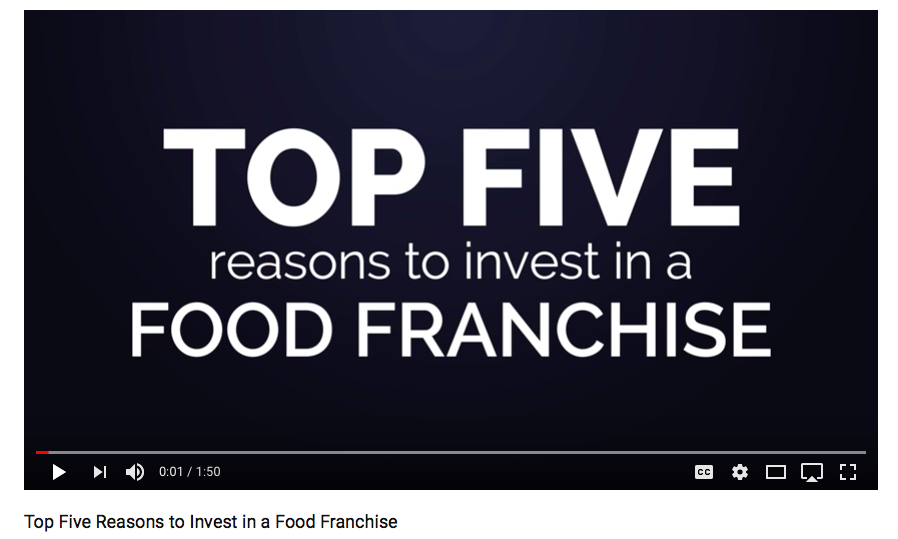 TOP FIVE
reasons to invest in a
FOOD FRANCHISE
0:01 / 1:50
CC
Top Five Reasons to Invest in a Food Franchise